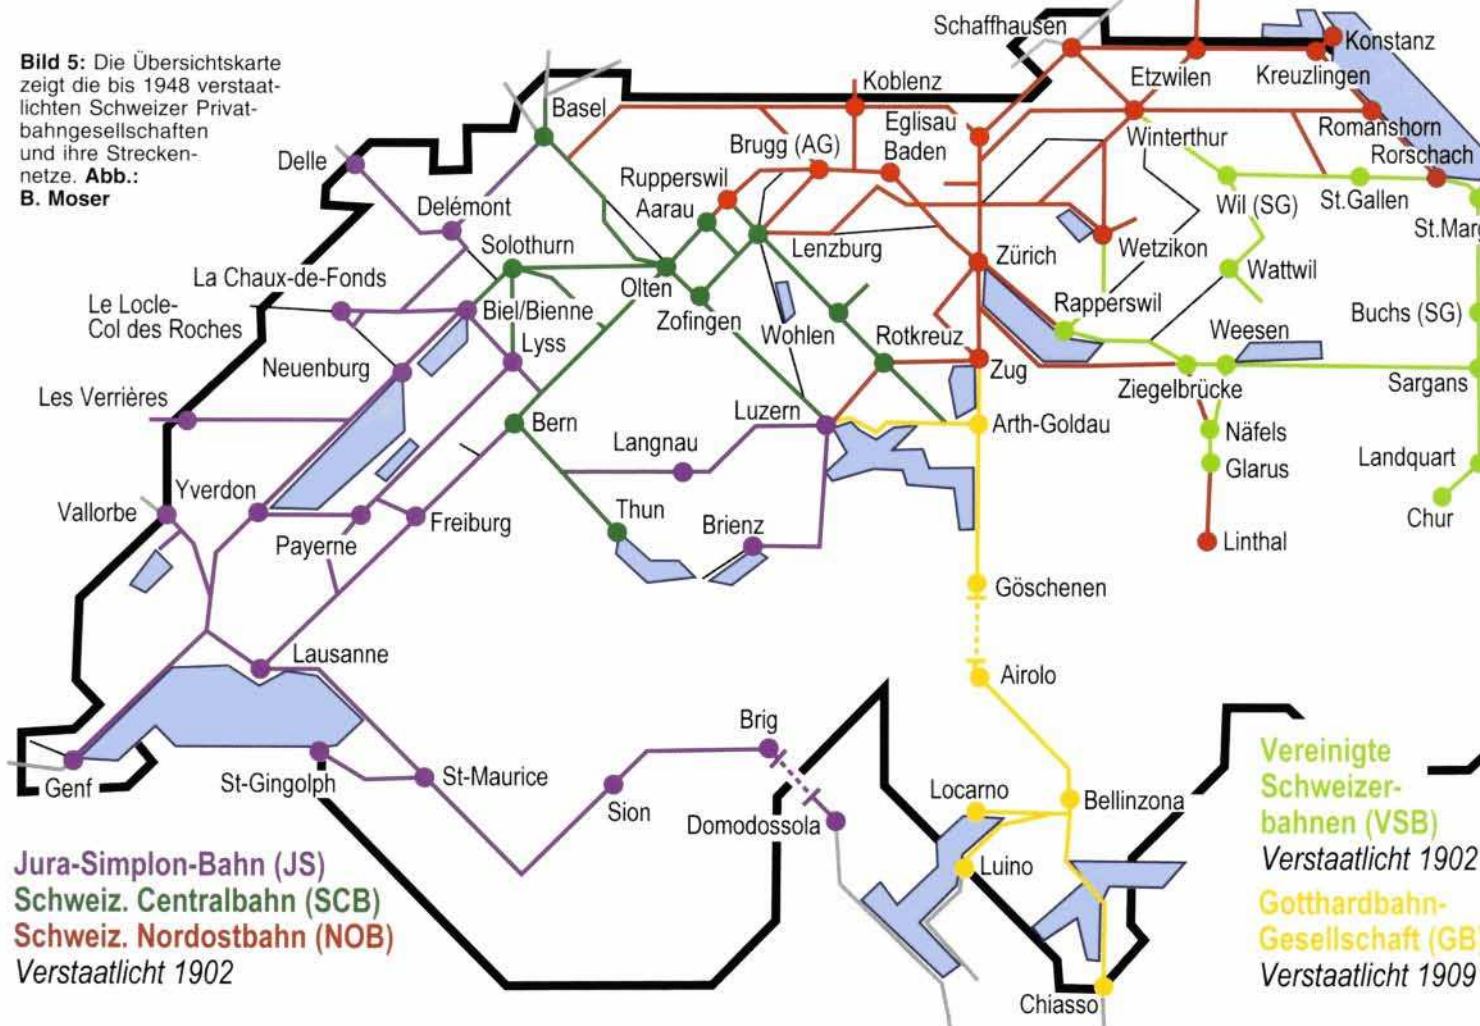 Bild 5: Die Übersichtskarte
zeigt die bis 1948 verstaat-
lichten Schweizer Privat-
bahngesellschaften
und ihre Strecken-
netze. Abb.:
B. Moser
Schaffhausen
Konstanz
Etzwilen
Kreuzlingen
Koblenz
Basel
Eglisau
Winterthur
Romanshorn
Brugg (AG)
Baden
Rorschach
Delle
Rupperswil
Aarau
Wil (SG)
St.Gallen
Delémont
St.Marg
Solothurn
Lenzburg
Wetzikon
Zürich
Wattwil
La Chaux-de-Fonds
Olten
Le Locle-
Col des Roches
Biel/Bienne
Zofingen
Wohlen
Rapperswil
Buchs (SG)
Rotkreuz
Weesen
Lyss
Neuenburg
Zug
Ziegelbrücke
Sargans
Les Verrières
Luzern
Bern
Arth-Goldau
Näfels
Langnau
Glarus
Landquart
Yverdon
Vallorbe
Freiburg
Thun
Brienz
Chur
Payerne
Linthal
Göschenen
Lausanne
Airolo
Brig
Genf
St-Gingolph
St-Maurice
Sion
Domodossola
Locarno
Bellinzona
Luino
Chiasso
Jura-Simplon-Bahn (JS)
Schweiz. Centralbahn (SCB)
Schweiz. Nordostbahn (NOB)
Verstaatlicht 1902
Vereinigte
Schweizer-
bahnen (VSB)
Verstaatlicht 1902
Gotthardbahn-
Gesellschaft (GB)
Verstaatlicht 1909